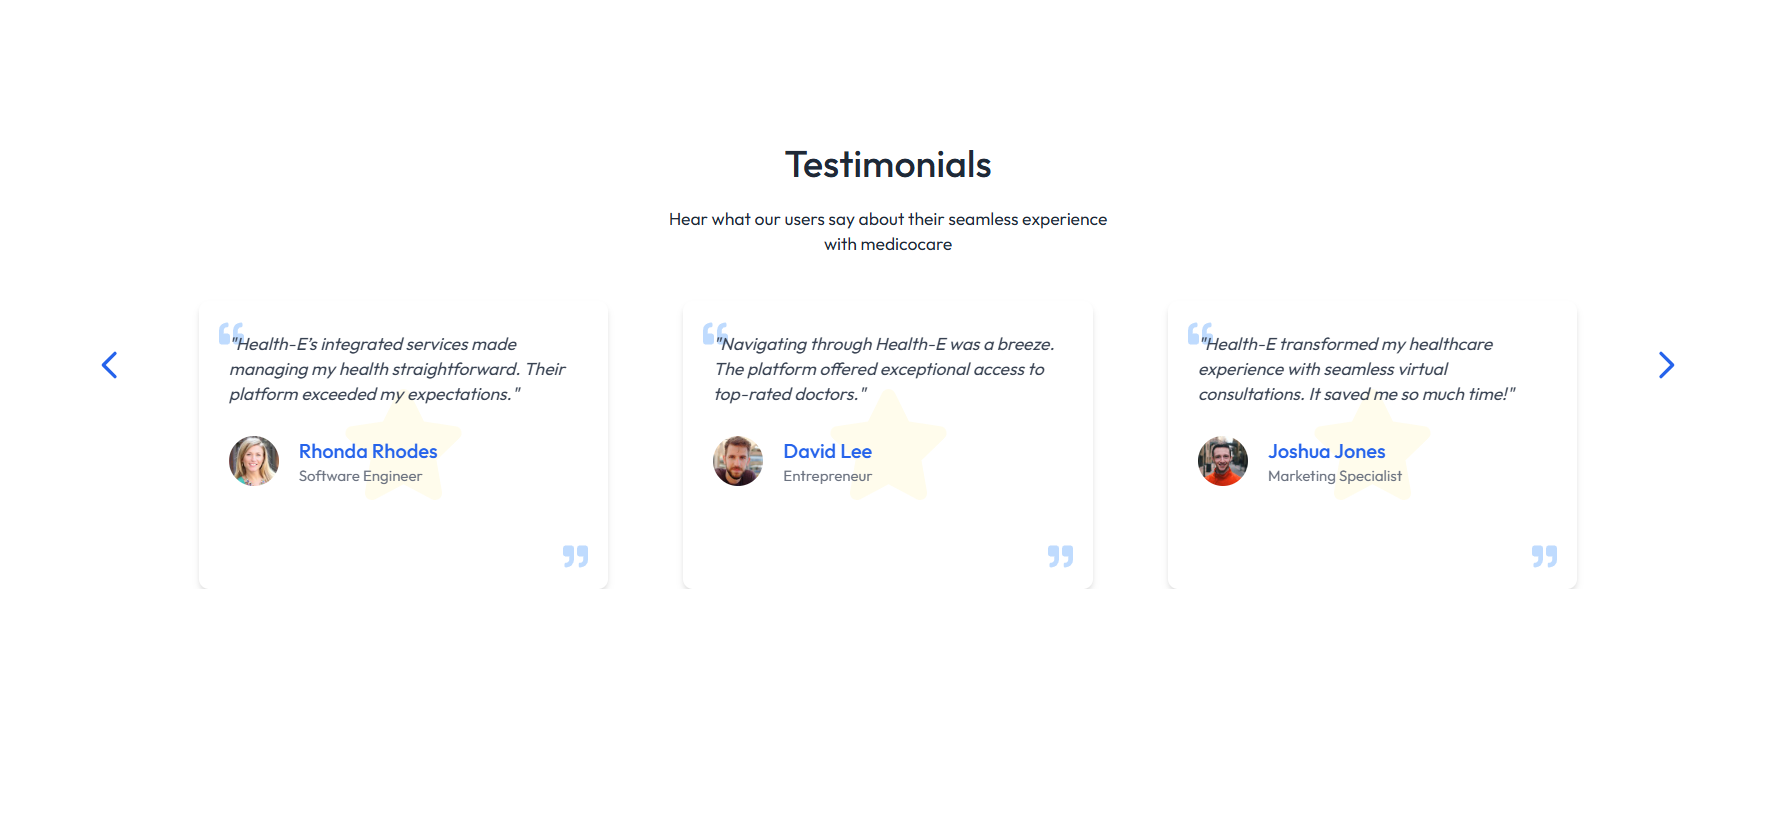 Testimonials
Hear what our users say about their seamless experience
with medicocare
"Health-E’s integrated services made
managing my health straightforward. Their
platform exceeded my expectations."
Rhonda Rhodes
Software Engineer
"Navigating through Health-E was a breeze.
The platform offered exceptional access to
top-rated doctors."
David Lee
Entrepreneur
"Health-E transformed my healthcare
experience with seamless virtual
consultations. It saved me so much time!"
Joshua Jones
Marketing Specialist